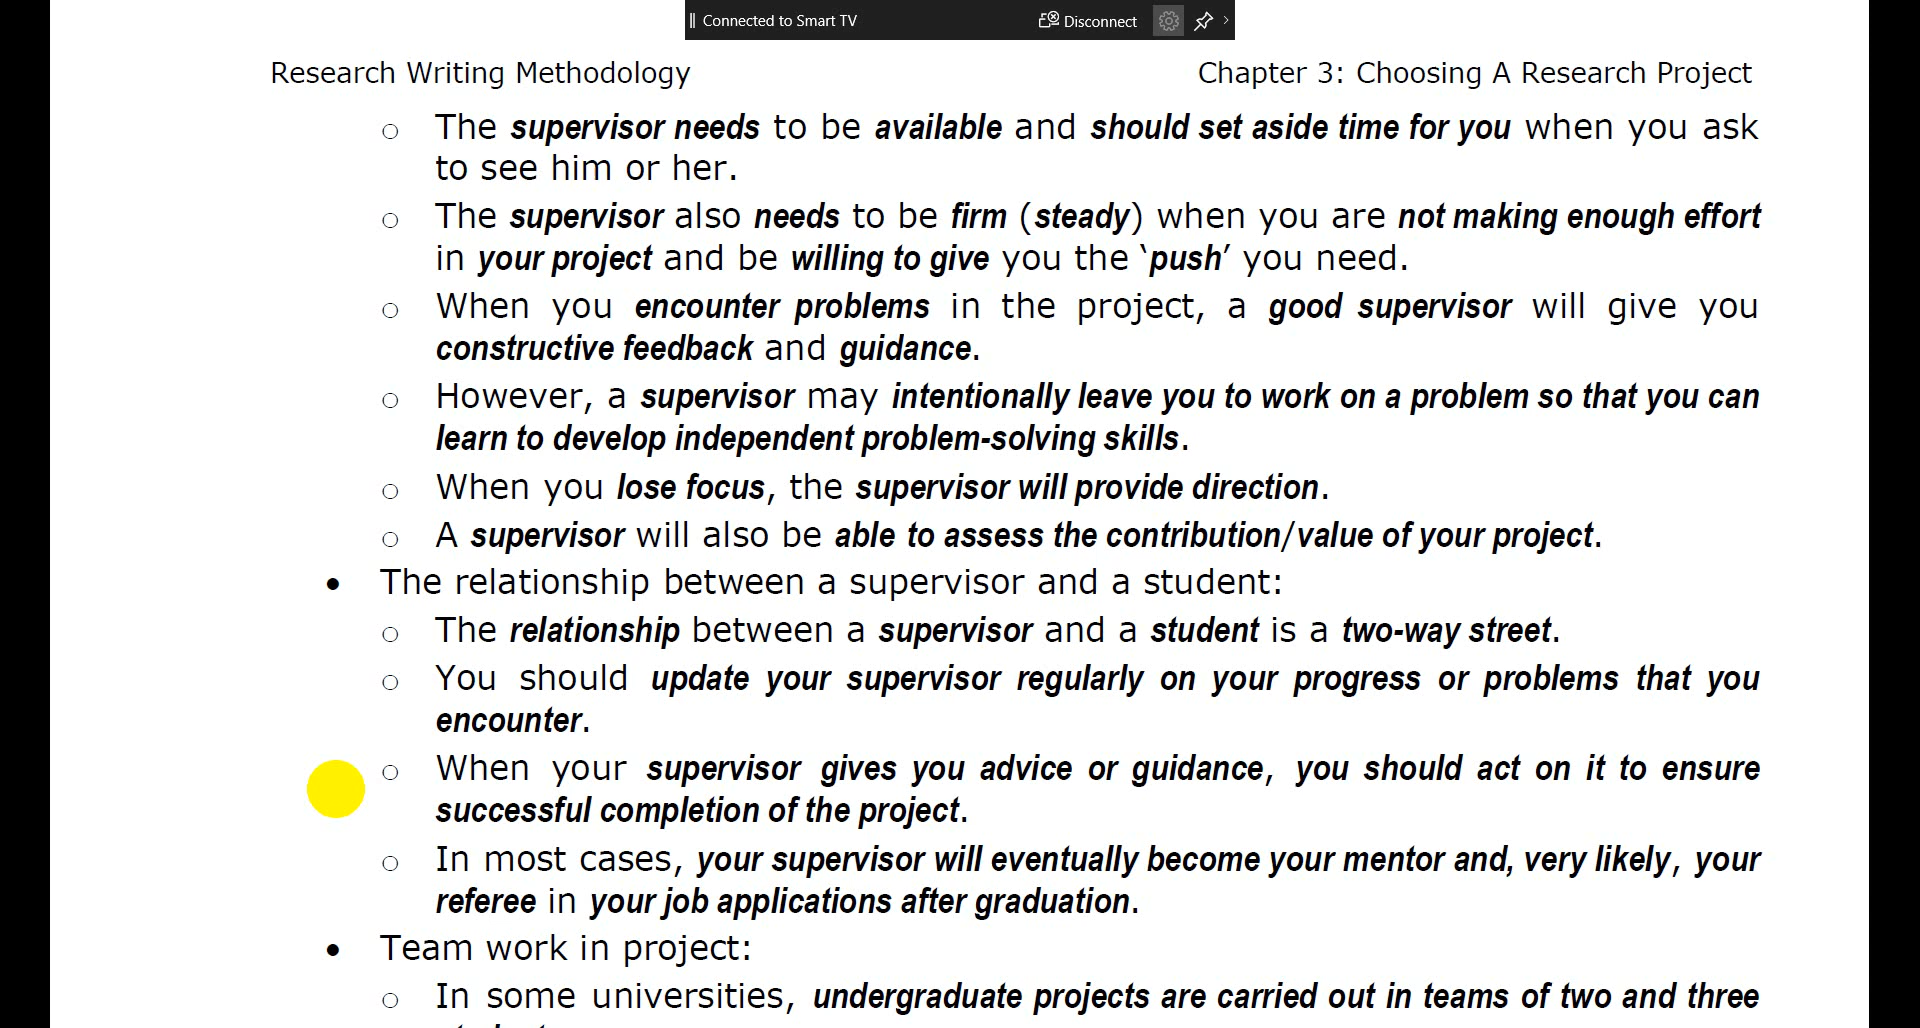 Connected to Smart TV
Disconnect
Research Writing Methodology
Chapter 3: Choosing A Research Project
○ The supervisor needs to be available and should set aside time for you when you ask
to see him or her.
○ The supervisor also needs to be firm (steady) when you are not making enough effort
in your project and be willing to give you the ‘push’ you need.
○ When you encounter problems in the project, a good supervisor will give you
constructive feedback and guidance.
○ However, a supervisor may intentionally leave you to work on a problem so that you can
learn to develop independent problem-solving skills.
○ When you lose focus, the supervisor will provide direction.
○ A supervisor will also be able to assess the contribution/value of your project.
• The relationship between a supervisor and a student:
○ The relationship between a supervisor and a student is a two-way street.
○ You should update your supervisor regularly on your progress or problems that you
encounter.
○ When your supervisor gives you advice or guidance, you should act on it to ensure
successful completion of the project.
○ In most cases, your supervisor will eventually become your mentor and, very likely, your
referee in your job applications after graduation.
• Team work in project:
○ In some universities, undergraduate projects are carried out in teams of two and three